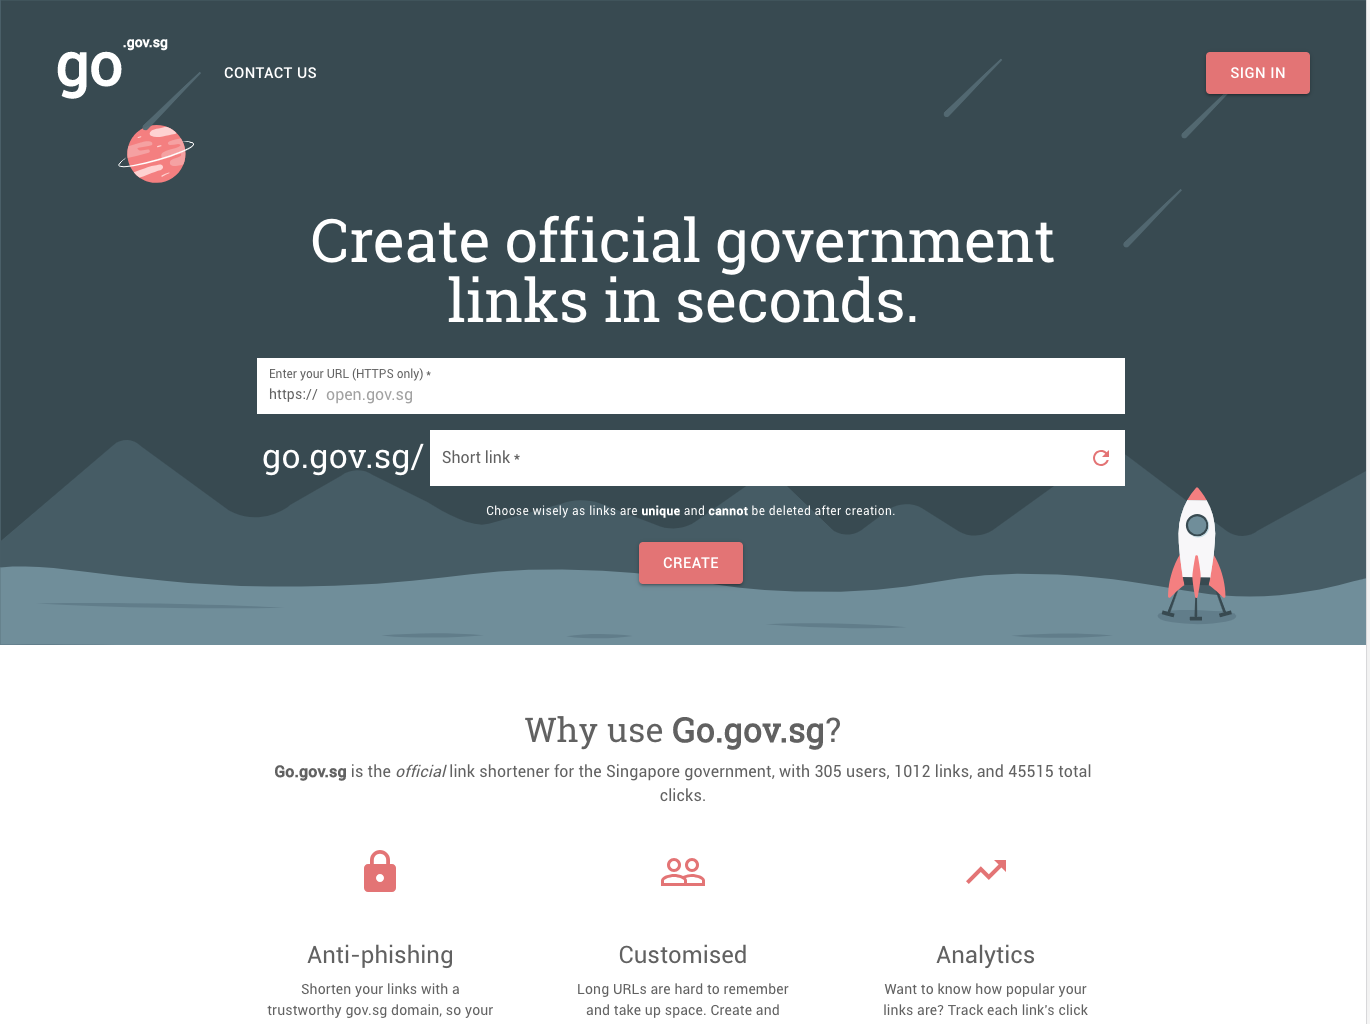 go.gov.sg
CONTACT US
SIGN IN
Create official government
links in seconds.
Enter your URL (HTTPS only) *
https:// open.gov.sg
go.gov.sg/ Short link *
Choose wisely as links are unique and cannot be deleted after creation.
CREATE
Why use Go.gov.sg?
Go.gov.sg is the official link shortener for the Singapore government, with 305 users, 1012 links, and 45515 total
clicks.
Anti-phishing
Shorten your links with a
trustworthy gov.sg domain, so your
Customised
Long URLs are hard to remember
and take up space. Create and
Analytics
Want to know how popular your
links are? Track each link's click